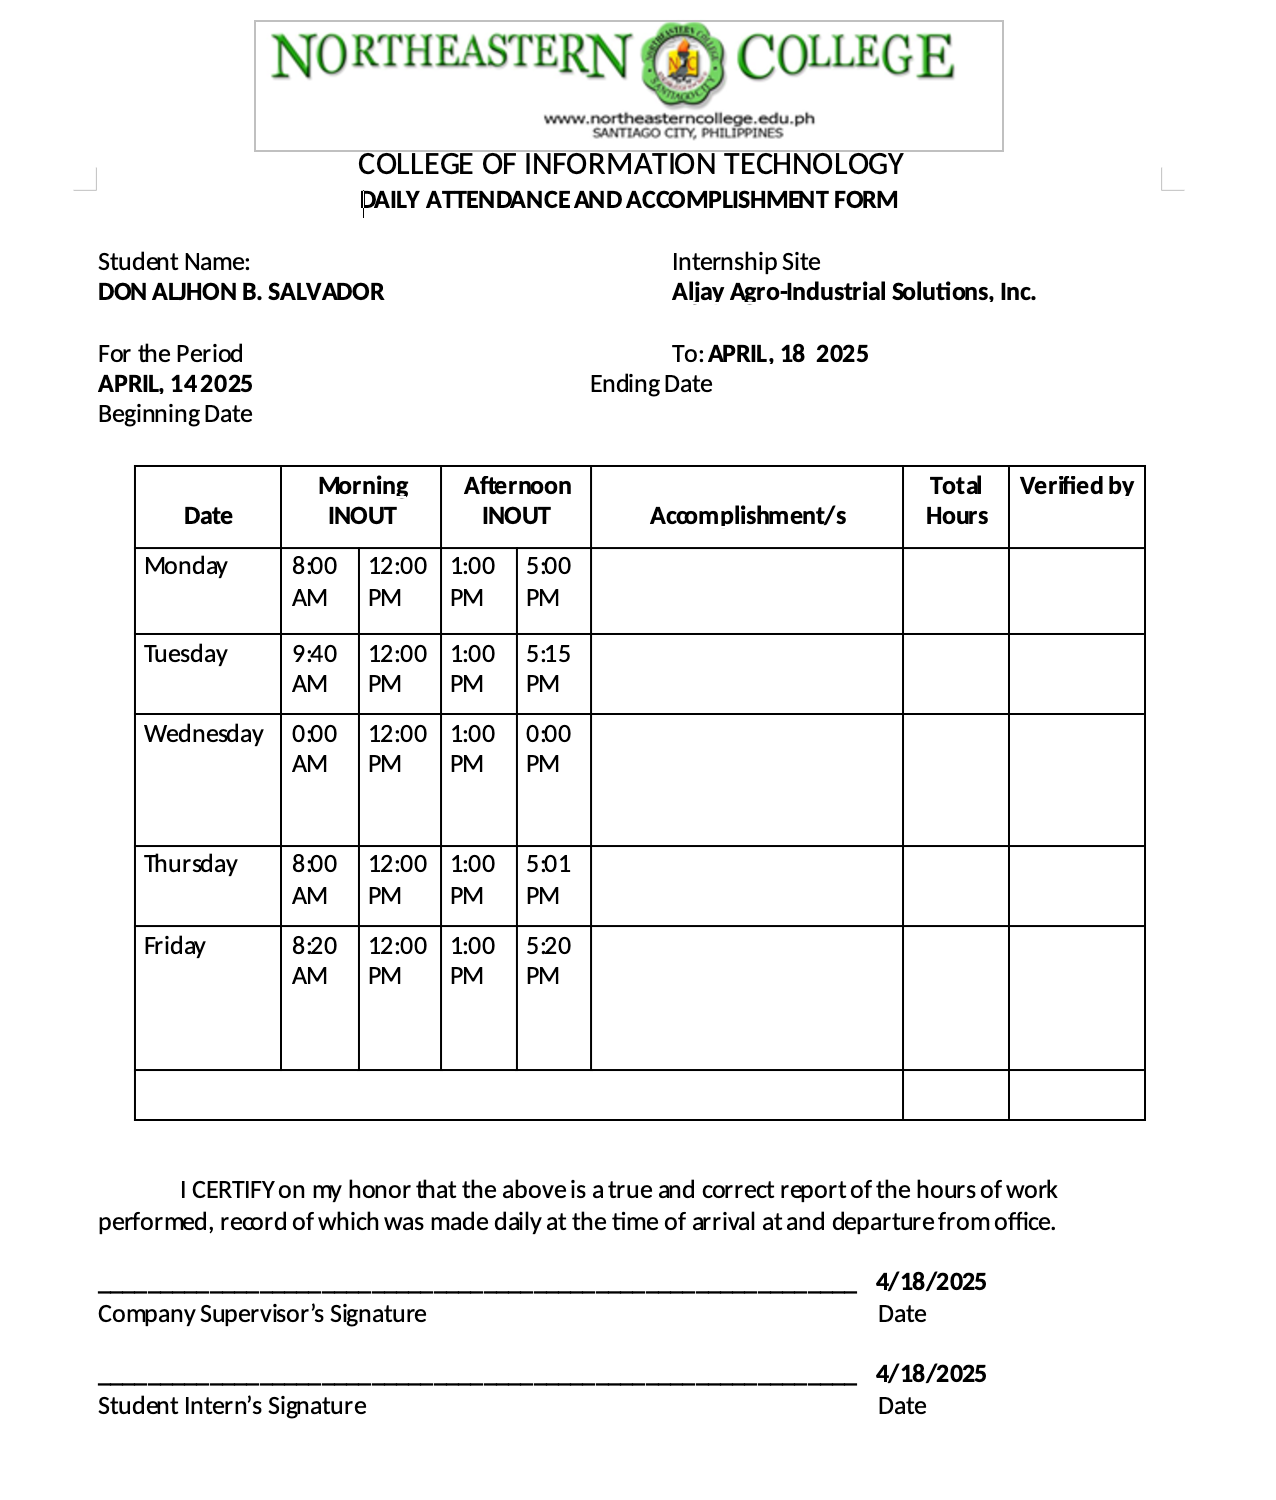 NORTHEASTERN COLLEGE
www.northeasterncollege.edu.ph
SANTIAGO CITY, PHILIPPINES
COLLEGE OF INFORMATION TECHNOLOGY
DAILY ATTENDANCE AND ACCOMPLISHMENT FORM
Student Name: Internship Site
DON ALJHON B. SALVADOR Aljay Agro-Industrial Solutions, Inc.
For the Period To: APRIL, 18 2025
APRIL, 14 2025 Ending Date
Beginning Date
Morning Afternoon Total Verified by
Date INOUT INOUT Accomplishment/s Hours
Monday 8:00 12:00 1:00 5:00
AM PM PM PM
Tuesday 9:40 12:00 1:00 5:15
AM PM PM PM
Wednesday 0:00 12:00 1:00 0:00
AM PM PM PM
Thursday 8:00 12:00 1:00 5:01
AM PM PM PM
Friday 8:20 12:00 1:00 5:20
AM PM PM PM
I CERTIFY on my honor that the above is a true and correct report of the hours of work
performed, record of which was made daily at the time of arrival at and departure from office.
4/18/2025
Company Supervisor’s Signature Date
4/18/2025
Student Intern’s Signature Date